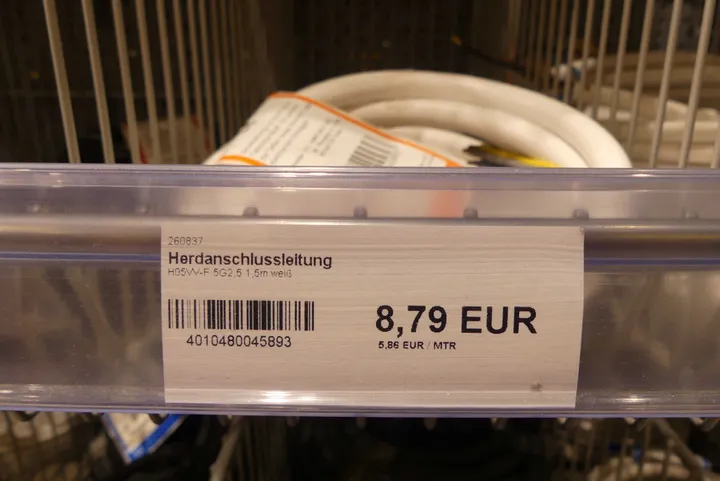 260837
Herdanschlussleitung
H05VV-F 5G2,5 1,5m weiß
4010480045893
8,79 EUR
5,86 EUR / MTR